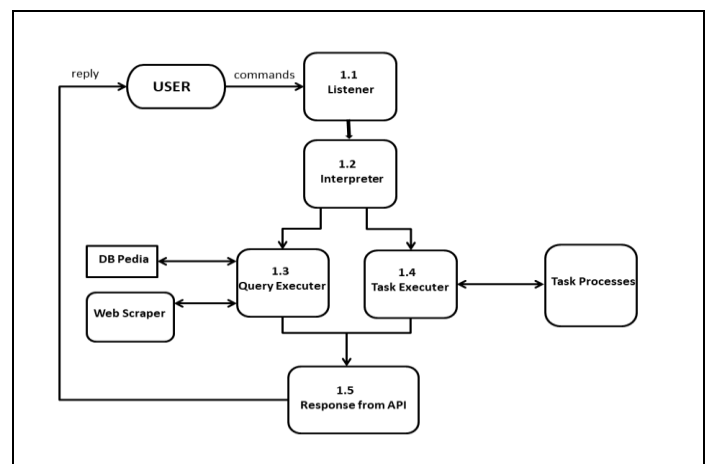 reply
USER
commands
1.1
Listener
1.2
Interpreter
DB Pedia
1.3
Query Executer
1.4
Task Executer
Task Processes
Web Scraper
1.5
Response from API